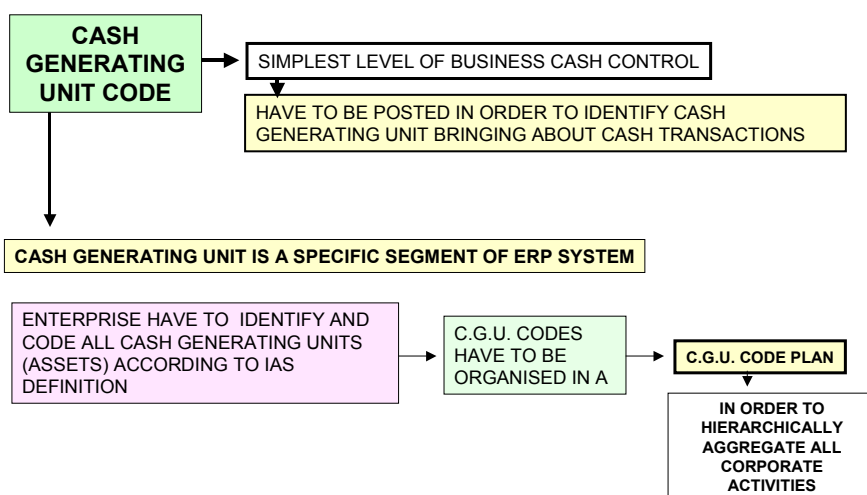 CASH
GENERATING
UNIT CODE
SIMPLEST LEVEL OF BUSINESS CASH CONTROL
HAVE TO BE POSTED IN ORDER TO IDENTIFY CASH
GENERATING UNIT BRINGING ABOUT CASH TRANSACTIONS
CASH GENERATING UNIT IS A SPECIFIC SEGMENT OF ERP SYSTEM
ENTERPRISE HAVE TO IDENTIFY AND
CODE ALL CASH GENERATING UNITS
(ASSETS) ACCORDING TO IAS
DEFINITION
C.G.U. CODES
HAVE TO BE
ORGANISED IN A
C.G.U. CODE PLAN
IN ORDER TO
HIERARCHICALLY
AGGREGATE ALL
CORPORATE
ACTIVITIES